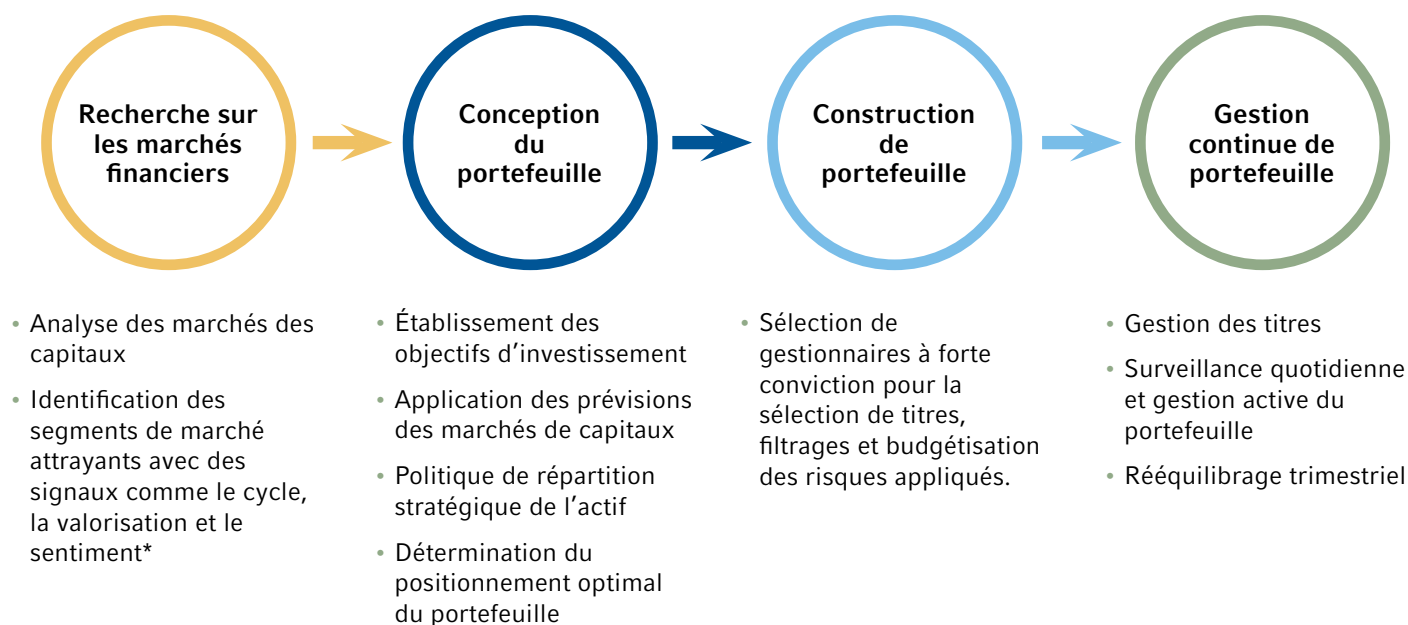 Recherche sur
les marchés
financiers
Conception
du
portefeuille
Construction
de
portefeuille
Gestion
continue de
portefeuille
• Analyse des marchés des
capitaux
• Identification des
segments de marché
attrayants avec des
signaux comme le cycle,
la valorisation et le
sentiment*
• Établissement des
objectifs d’investissement
• Application des prévisions
des marchés de capitaux
• Politique de répartition
stratégique de l’actif
• Détermination du
positionnement optimal
du portefeuille
• Sélection de
gestionnaires à forte
conviction pour la
sélection de titres,
filtrages et budgétisation
des risques appliqués.
• Gestion des titres
• Surveillance quotidienne
et gestion active du
portefeuille
• Rééquilibrage trimestriel